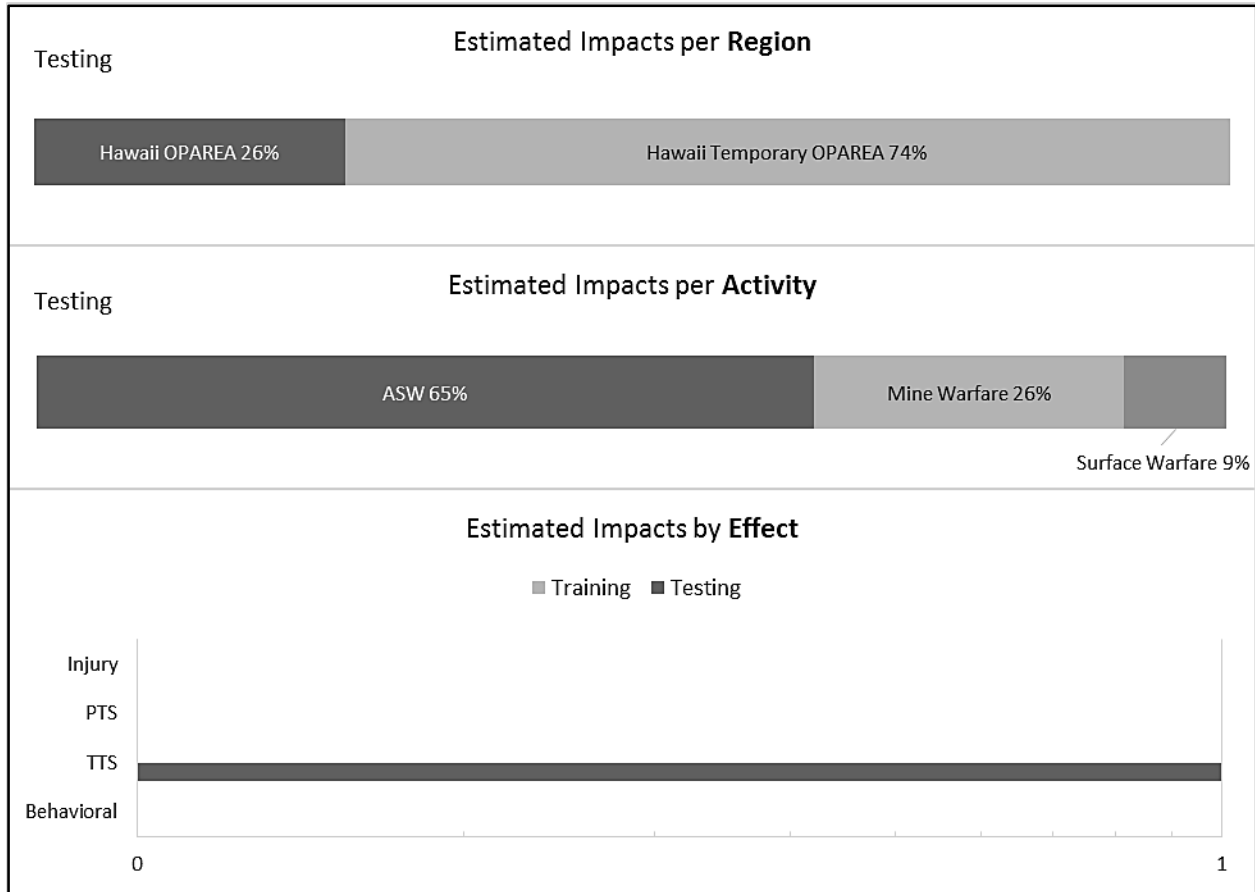 Estimated Impacts per Region
Testing
Hawaii OPAREA 26%
Hawaii Temporary OPAREA 74%
Estimated Impacts per Activity
Testing
ASW 65%
Mine Warfare 26%
Surface Warfare 9%
Estimated Impacts by Effect
Training Testing
Injury
PTS
TTS
Behavioral
0 1